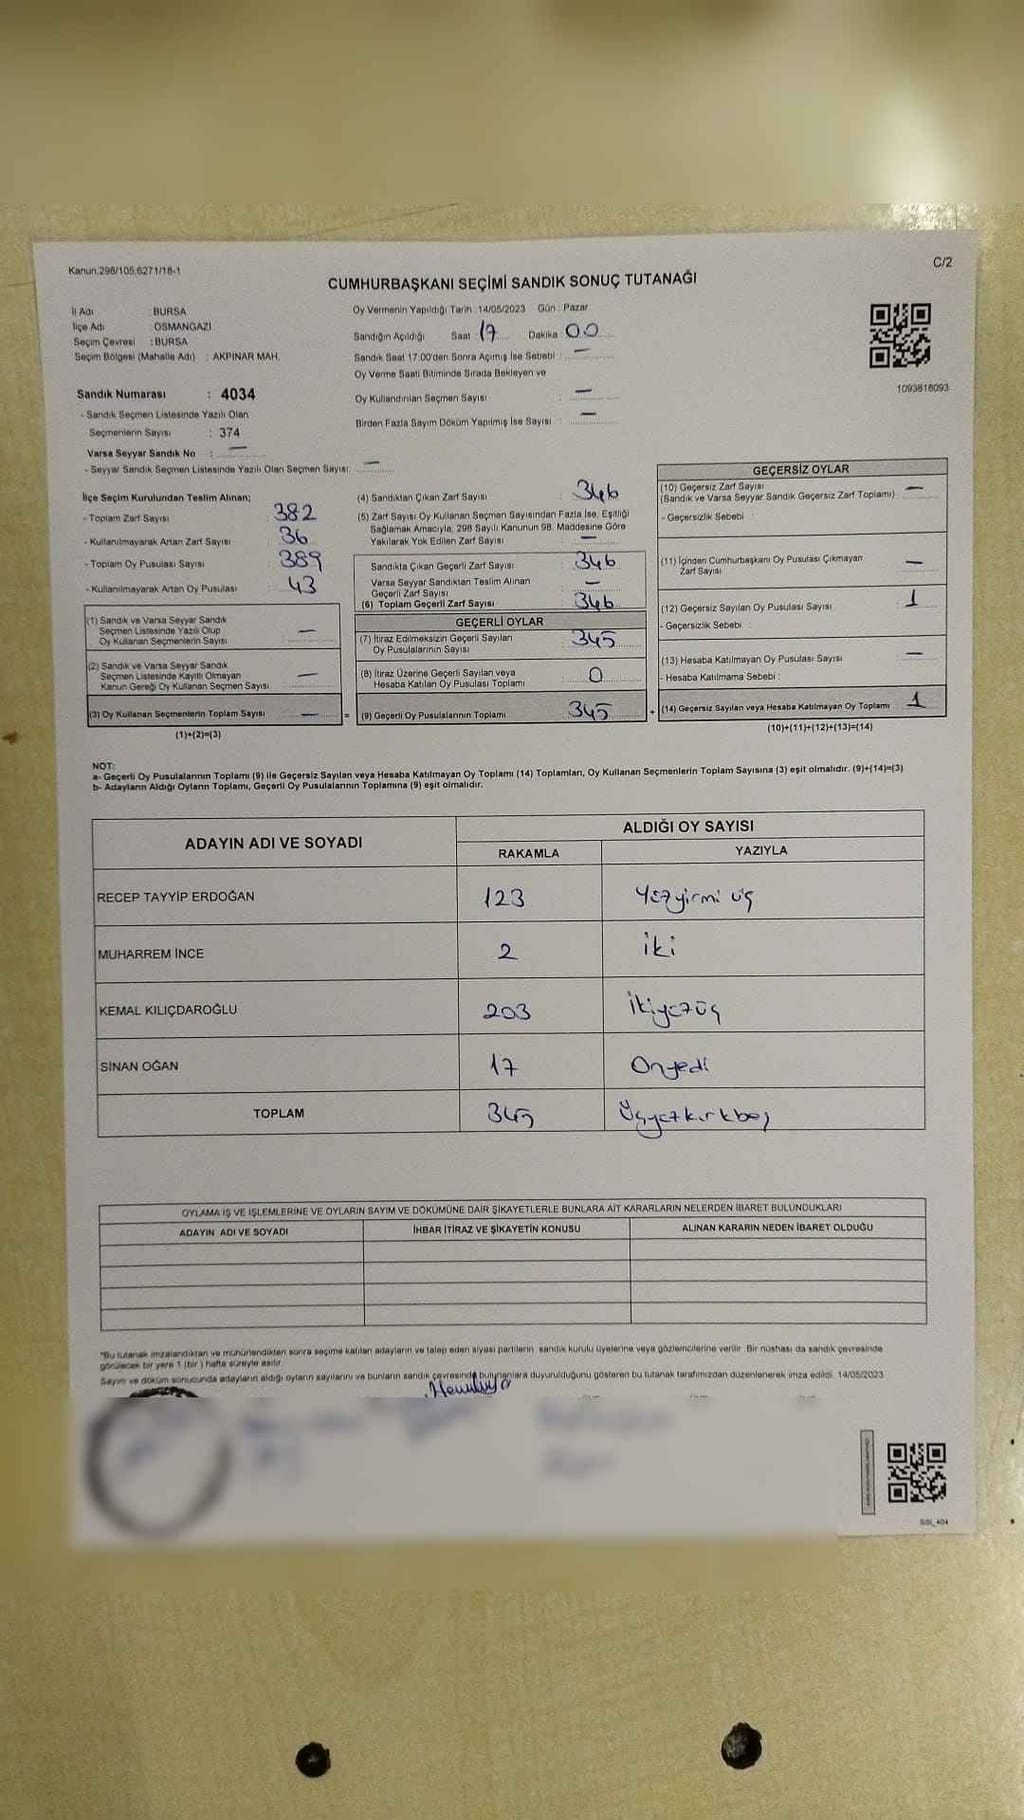 Kanun:298/105;6271/18-1
C/2
CUMHURBAŞKANI SEÇİMİ SANDIK SONUÇ TUTANAĞI
İl Adı : BURSA
İlçe Adı : OSMANGAZİ
Seçim Çevresi : BURSA
Seçim Bölgesi (Mahalle Adı) : AKPINAR MAH.
Sandık Numarası : 4034
- Sandık Seçmen Listesinde Yazılı Olan
Seçmenlerin Sayısı : 374
Varsa Seyyar Sandık No : —
- Seyyar Sandık Seçmen Listesinde Yazılı Olan Seçmen Sayısı : —
Oy Vermenin Yapıldığı Tarih : 14/05/2023 Gün : Pazar
Sandığın Açıldığı Saat 17 Dakika 00
Sandık Saat 17:00'den Sonra Açımış İse Sebebi : —
Oy Verme Saati Bitiminde Sırada Bekleyen ve
Oy Kullandırılan Seçmen Sayısı : —
Birden Fazla Sayım Döküm Yapılmış İse Sayısı : —
1093818093
İlçe Seçim Kurulundan Teslim Alınan;
- Toplam Zarf Sayısı : 382
- Kullanılmayarak Artan Zarf Sayısı : 36
- Toplam Oy Pusulası Sayısı : 389
- Kullanılmayarak Artan Oy Pusulası : 43
(1) Sandık ve Varsa Seyyar Sandık
Seçmen Listesinde Yazılı Olup
Oy Kullanan Seçmenlerin Sayısı —
(2) Sandık ve Varsa Seyyar Sandık
Seçmen Listesinde Kayıtlı Olmayan
Kanun Gereği Oy Kullanan Seçmen Sayısı —
(3) Oy Kullanan Seçmenlerin Toplam Sayısı — =
(1)+(2)=(3)
(4) Sandıktan Çıkan Zarf Sayısı : 346
(5) Zarf Sayısı Oy Kullanan Seçmen Sayısından Fazla İse, Eşitliği
Sağlamak Amacıyla, 298 Sayılı Kanunun 98. Maddesine Göre
Yakılarak Yok Edilen Zarf Sayısı : —
Sandıkta Çıkan Geçerli Zarf Sayısı 346
Varsa Seyyar Sandıktan Teslim Alınan
Geçerli Zarf Sayısı —
(6) Toplam Geçerli Zarf Sayısı 346
GEÇERLİ OYLAR
(7) İtiraz Edilmeksizin Geçerli Sayılan
Oy Pusulalarının Sayısı 345
(8) İtiraz Üzerine Geçerli Sayılan veya
Hesaba Katılan Oy Pusulası Toplamı 0
(9) Geçerli Oy Pusulalarının Toplamı 345 +
GEÇERSİZ OYLAR
(10) Geçersiz Zarf Sayısı
(Sandık ve Varsa Seyyar Sandık Geçersiz Zarf Toplamı) —
- Geçersizlik Sebebi :
(11) İçinden Cumhurbaşkanı Oy Pusulası Çıkmayan
Zarf Sayısı —
(12) Geçersiz Sayılan Oy Pusulası Sayısı 1
- Geçersizlik Sebebi :
(13) Hesaba Katılmayan Oy Pusulası Sayısı —
- Hesaba Katılmama Sebebi :
(14) Geçersiz Sayılan veya Hesaba Katılmayan Oy Toplamı 1
(10)+(11)+(12)+(13)=(14)
NOT:
a- Geçerli Oy Pusulalarının Toplamı (9) ile Geçersiz Sayılan veya Hesaba Katılmayan Oy Toplamı (14) Toplamları, Oy Kullanan Seçmenlerin Toplam Sayısına (3) eşit olmalıdır. (9)+(14)=(3)
b- Adayların Aldığı Oyların Toplamı, Geçerli Oy Pusulalarının Toplamına (9) eşit olmalıdır.
ADAYIN ADI VE SOYADI
ALDIĞI OY SAYISI
RAKAMLA YAZIYLA
RECEP TAYYİP ERDOĞAN 123 Yüzyirmi üç
MUHARREM İNCE 2 iki
KEMAL KILIÇDAROĞLU 203 ikiyüzüç
SİNAN OĞAN 17 Onyedi
TOPLAM 345 Üçyüzkırkbeş
OYLAMA İŞ VE İŞLEMLERİNE VE OYLARIN SAYIM VE DÖKÜMÜNE DAİR ŞİKAYETLERLE BUNLARA AİT KARARLARIN NELERDEN İBARET BULUNDUKLARI
ADAYIN ADI VE SOYADI İHBAR İTİRAZ VE ŞİKAYETİN KONUSU ALINAN KARARIN NEDEN İBARET OLDUĞU
*Bu tutanak imzalandıktan ve mühürlendikten sonra seçime katılan adayların ve talep eden siyasi partilerin, sandık kurulu üyelerine veya gözlemcilerine verilir. Bir nüshası da sandık çevresinde
görülecek bir yere 1 (bir ) hafta süreyle asılır.
Sayım ve döküm sonucunda adayların aldığı oyların sayılarını ve bunların sandık çevresinde bulunanlara duyurulduğunu gösteren bu tutanak tarafımızdan düzenlenerek imza edildi. 14/05/2023